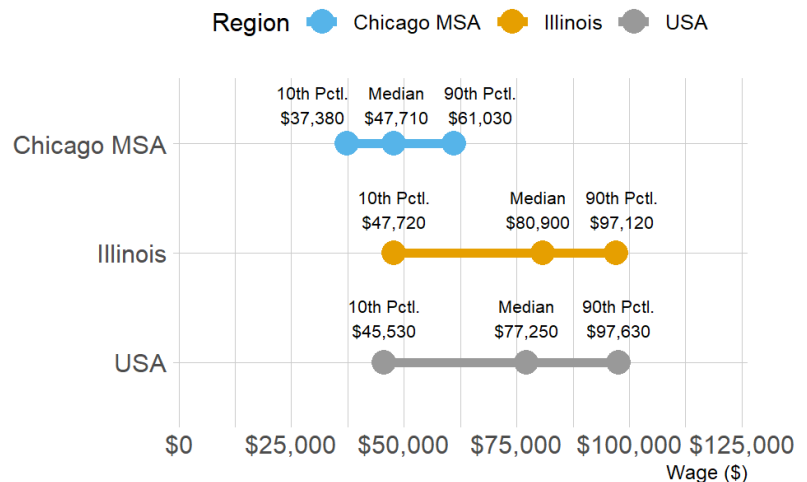 Region Chicago MSA Illinois USA
10th Pctl. Median 90th Pctl.
$37,380 $47,710 $61,030
Chicago MSA
10th Pctl. Median 90th Pctl.
$47,720 $80,900 $97,120
Illinois
10th Pctl. Median 90th Pctl.
$45,530 $77,250 $97,630
USA
$0 $25,000 $50,000 $75,000 $100,000 $125,000
Wage ($)